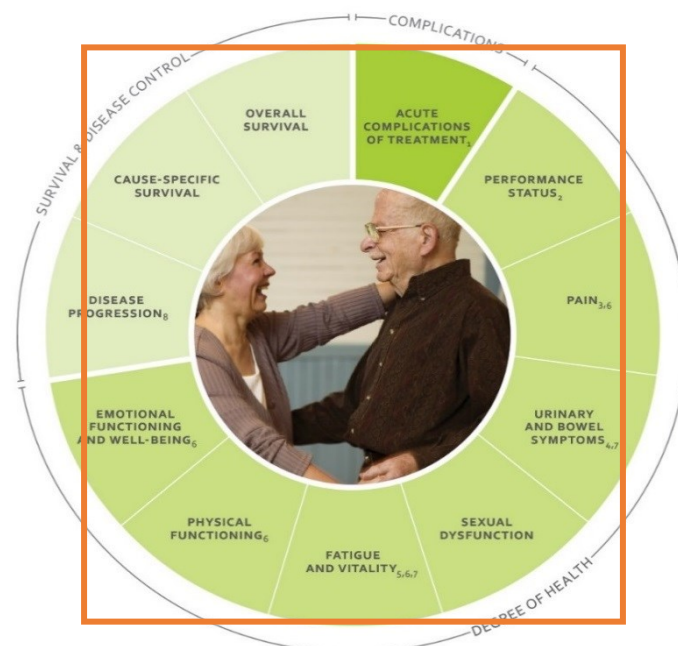 COMPLICATIONS
SURVIVAL & DISEASE CONTROL
OVERALL
SURVIVAL
ACUTE
COMPLICATIONS
OF TREATMENT1
CAUSE-SPECIFIC
SURVIVAL
PERFORMANCE
STATUS2
DISEASE
PROGRESSION8
PAIN3,6
EMOTIONAL
FUNCTIONING
AND WELL-BEING6
URINARY
AND BOWEL
SYMPTOMS4,7
PHYSICAL
FUNCTIONING6
SEXUAL
DYSFUNCTION
FATIGUE
AND VITALITY5,6,7
DEGREE OF HEALTH